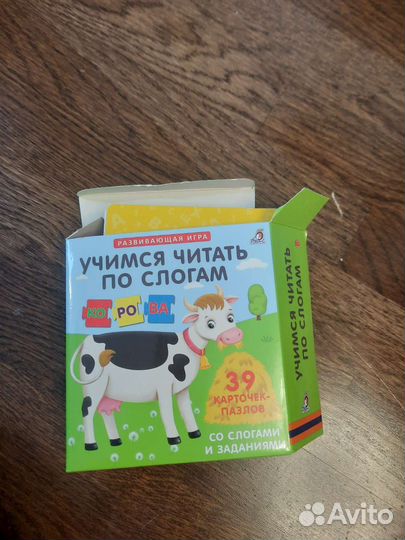 РАЗВИВАЮЩАЯ ИГРА
УЧИМСЯ ЧИТАТЬ
ПО СЛОГАМ
КО РО ВА
39
КАРТОЧЕК-
ПАЗЛОВ
СО СЛОГАМИ
И ЗАДАНИЯМИ
УЧИМСЯ ЧИТАТЬ
ПО СЛОГАМ
Avito